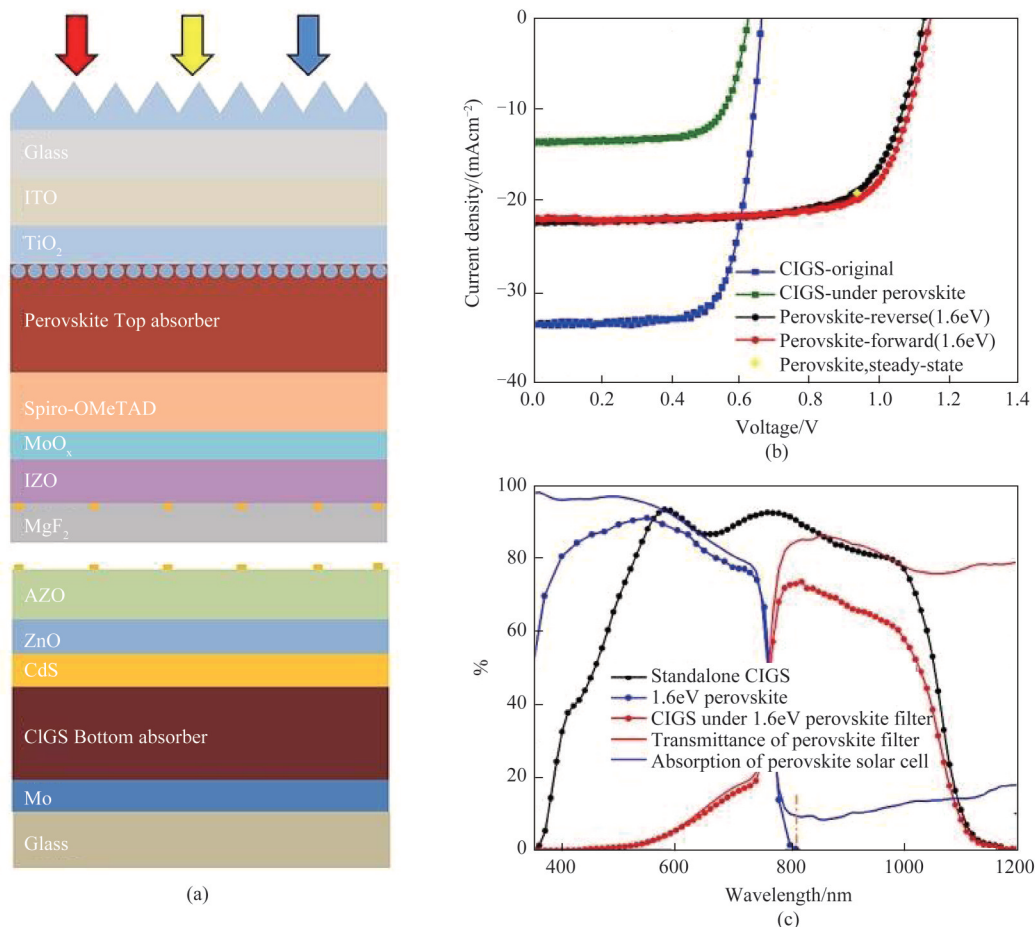 Glass
ITO
TiO₂
Perovskite Top absorber
Spiro-OMeTAD
MoOₓ
IZO
MgF₂
AZO
ZnO
CdS
CIGS Bottom absorber
Mo
Glass
(a)
0
−10
−20
−30
−40
Current density/(mAcm⁻²)
CIGS-original
CIGS-under perovskite
Perovskite-reverse(1.6eV)
Perovskite-forward(1.6eV)
Perovskite,steady-state
0.0 0.2 0.4 0.6 0.8 1.0 1.2 1.4
Voltage/V
(b)
100
80
60
40
20
0
%
Standalone CIGS
1.6eV perovskite
CIGS under 1.6eV perovskite filter
Transmittance of perovskite filter
Absorption of perovskite solar cell
400 600 800 1000 1200
Wavelength/nm
(c)